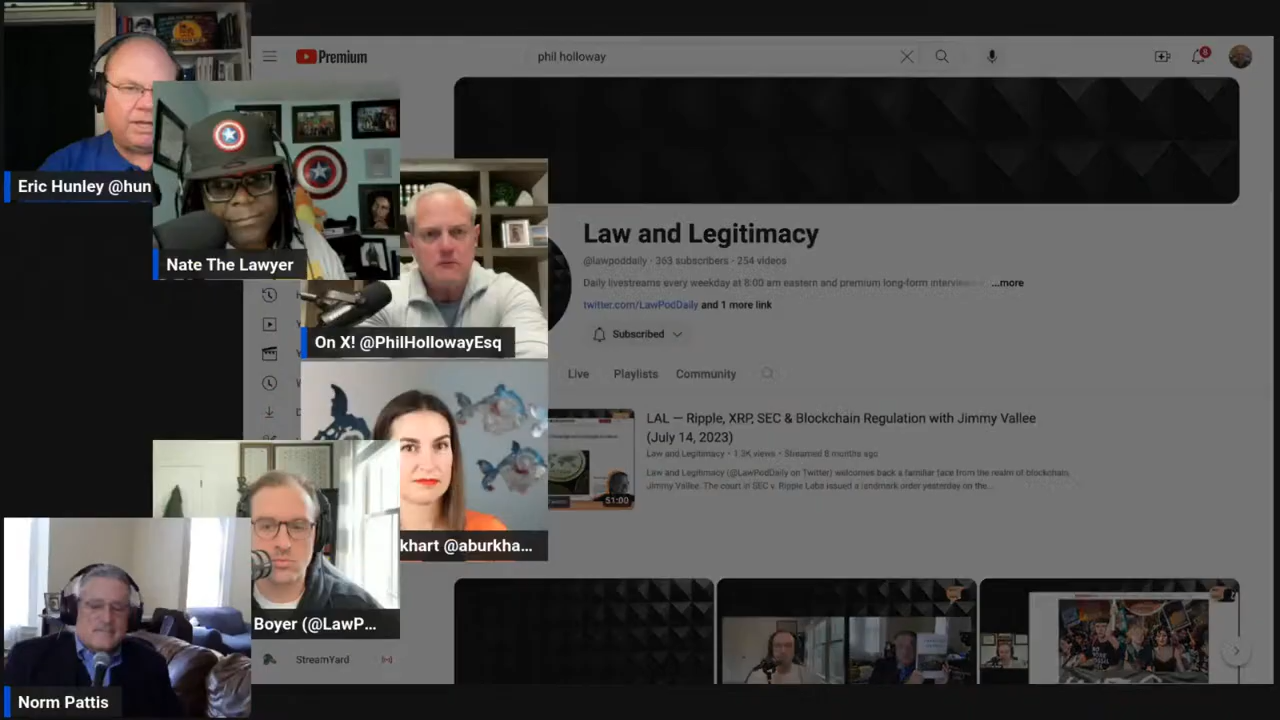 Premium
phil holloway
8
Eric Hunley @hun
Nate The Lawyer
On X! @PhilHollowayEsq
khart @aburkha...
Boyer (@LawP...
Norm Pattis
StreamYard
Law and Legitimacy
@lawpoddaily · 363 subscribers · 254 videos
Daily livestreams every weekday at 8:00 am eastern and premium long-form interviews ...more
twitter.com/LawPodDaily and 1 more link
Subscribed
Live Playlists Community
LAL — Ripple, XRP, SEC & Blockchain Regulation with Jimmy Vallee
(July 14, 2023)
Law and Legitimacy · 1.3K views · Streamed 8 months ago
Law and Legitimacy (@LawPodDaily on Twitter) welcomes back a familiar face from the realm of blockchain,
Jimmy Vallee. The court in SEC v. Ripple Labs issued a landmark order yesterday on the...
51:00